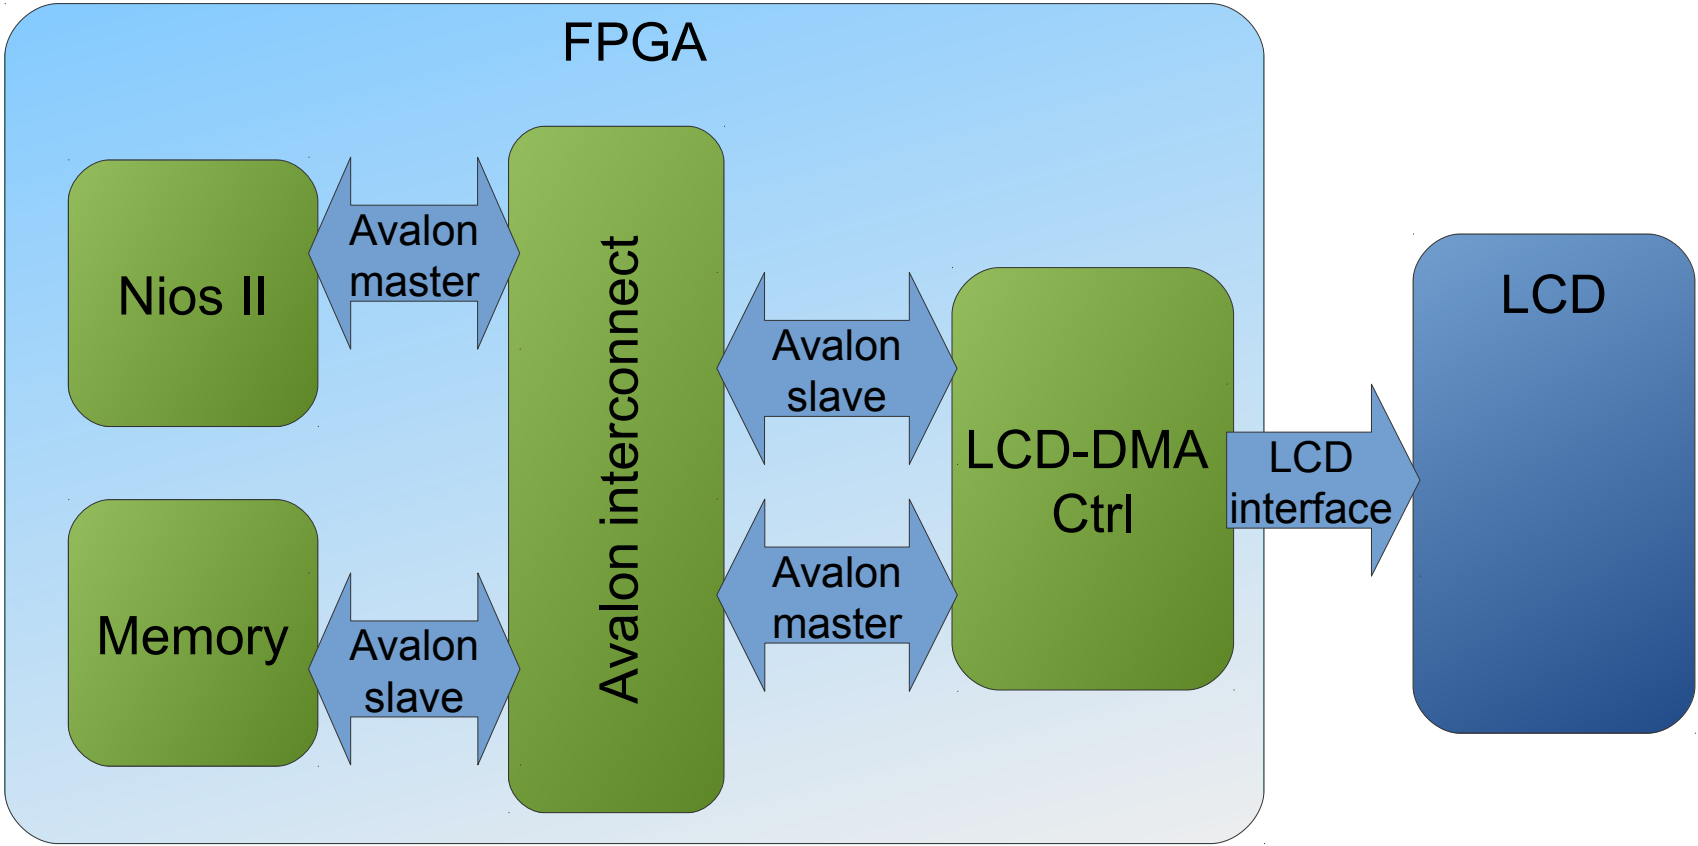 FPGA
Nios II
Avalon
master
Memory
Avalon
slave
Avalon interconnect
Avalon
slave
Avalon
master
LCD-DMA
Ctrl
LCD
interface
LCD